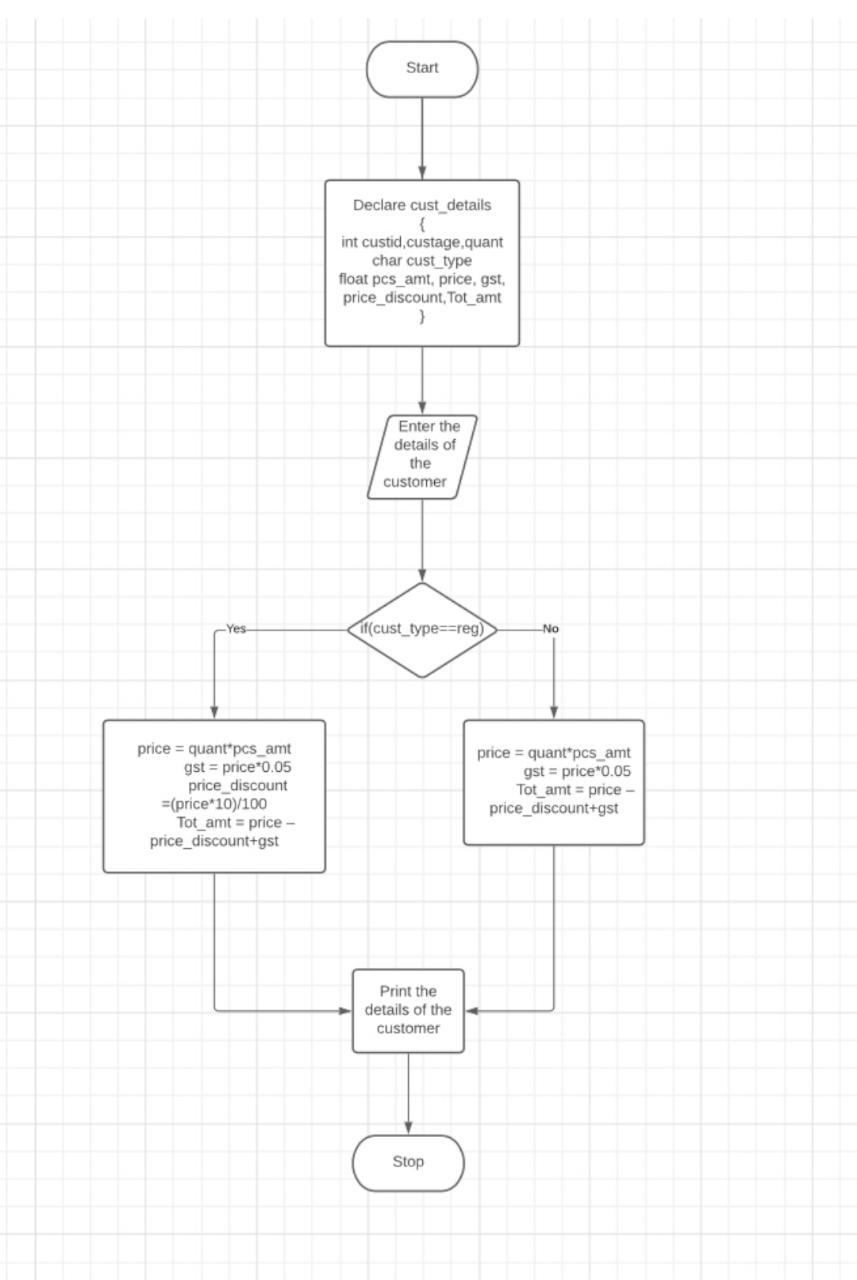 Start
Declare cust_details
{
int custid,custage,quant
char cust_type
float pcs_amt, price, gst,
price_discount,Tot_amt
}
Enter the
details of
the
customer
if(cust_type==reg)
Yes
No
price = quant*pcs_amt
gst = price*0.05
price_discount
=(price*10)/100
Tot_amt = price –
price_discount+gst
price = quant*pcs_amt
gst = price*0.05
Tot_amt = price –
price_discount+gst
Print the
details of the
customer
Stop